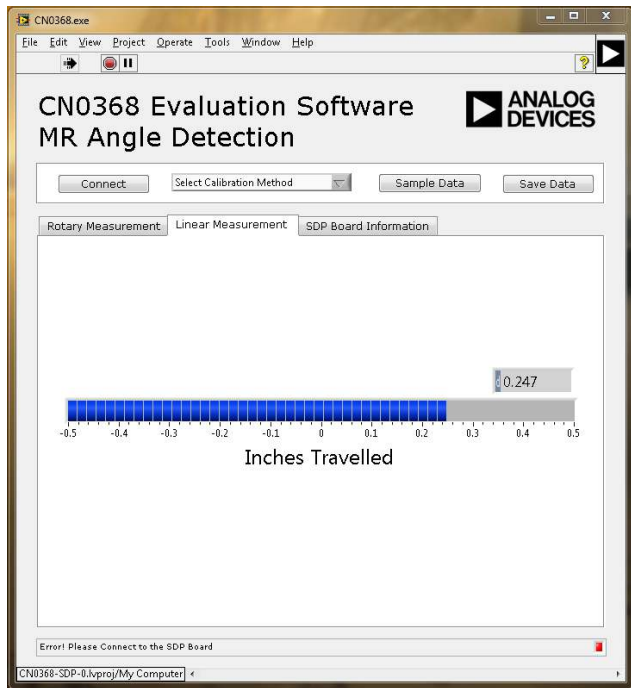 CN0368.exe
File Edit View Project Operate Tools Window Help
CN0368 Evaluation Software
MR Angle Detection
ANALOG
DEVICES
Connect Select Calibration Method Sample Data Save Data
Rotary Measurement Linear Measurement SDP Board Information
d 0.247
-0.5 -0.4 -0.3 -0.2 -0.1 0 0.1 0.2 0.3 0.4 0.5
Inches Travelled
Error! Please Connect to the SDP Board
CN0368-SDP-0.lvproj/My Computer